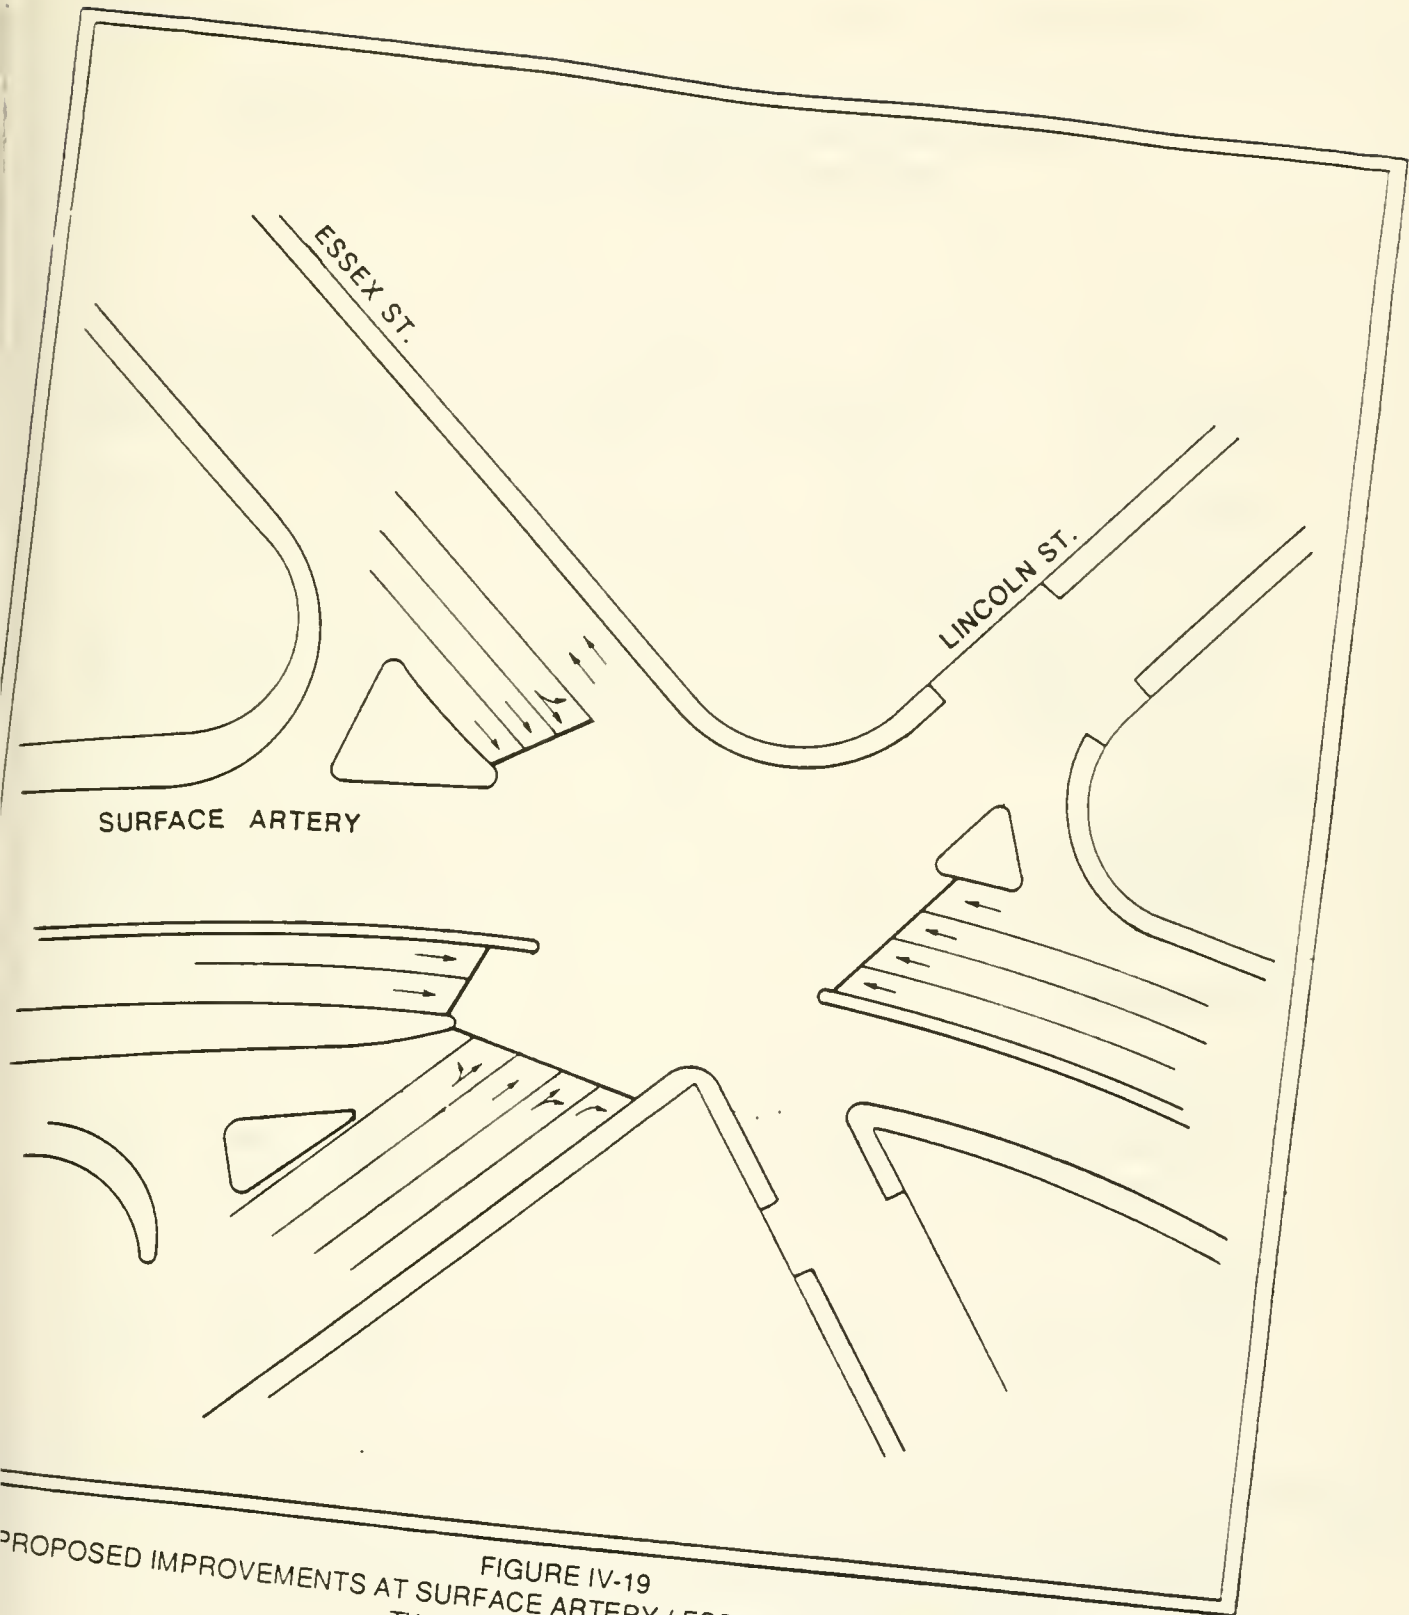 ESSEX ST.
LINCOLN ST.
SURFACE ARTERY
FIGURE IV-19
PROPOSED IMPROVEMENTS AT SURFACE ARTERY /